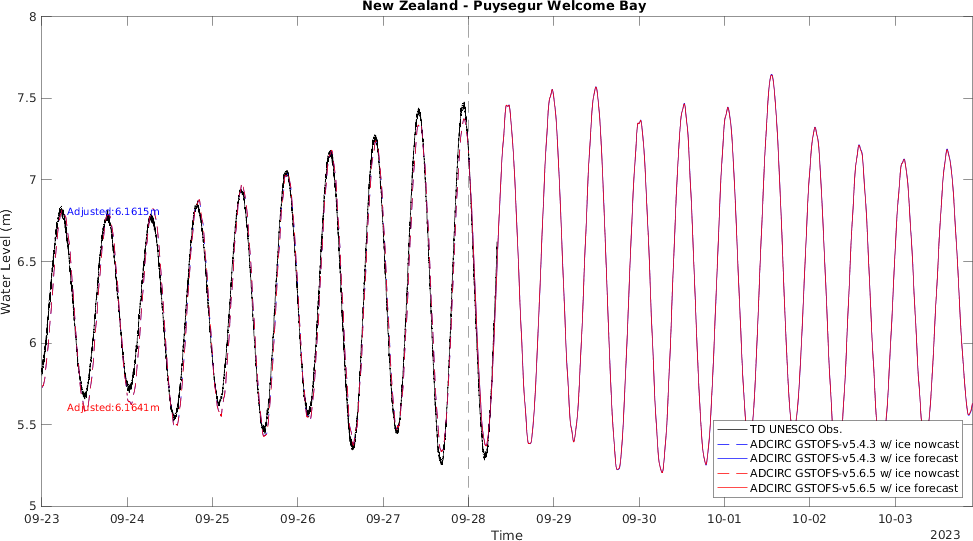 New Zealand - Puysegur Welcome Bay
8
7.5
7
6.5
6
5.5
5
Water Level (m)
Adjusted:6.1615m
Adjusted:6.1641m
TD UNESCO Obs.
ADCIRC GSTOFS-v5.4.3 w/ ice nowcast
ADCIRC GSTOFS-v5.4.3 w/ ice forecast
ADCIRC GSTOFS-v5.6.5 w/ ice nowcast
ADCIRC GSTOFS-v5.6.5 w/ ice forecast
09-23 09-24 09-25 09-26 09-27 09-28 09-29 09-30 10-01 10-02 10-03
Time
2023